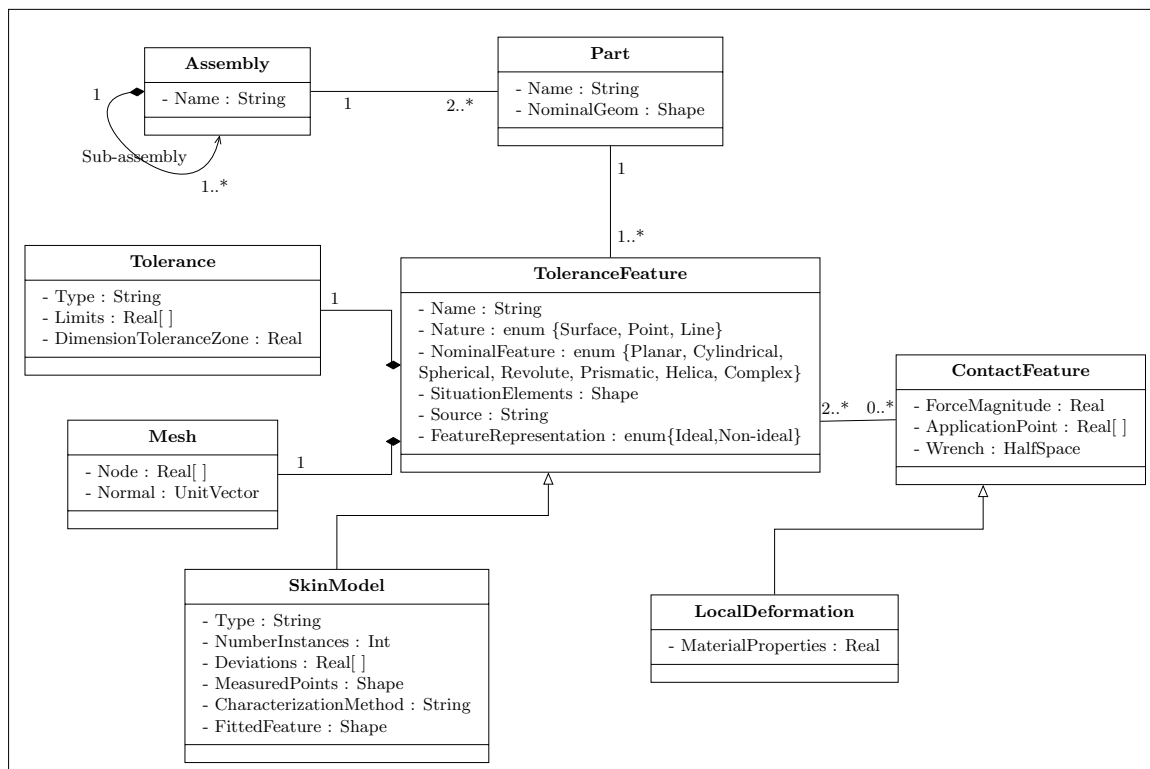 Assembly
- Name : String
1
Sub-assembly
1..*
1
2..*
Part
- Name : String
- NominalGeom : Shape
1
1..*
Tolerance
- Type : String
- Limits : Real[ ]
- DimensionToleranceZone : Real
1
ToleranceFeature
- Name : String
- Nature : enum {Surface, Point, Line}
- NominalFeature : enum {Planar, Cylindrical,
Spherical, Revolute, Prismatic, Helica, Complex}
- SituationElements : Shape
- Source : String
- FeatureRepresentation : enum{Ideal,Non-ideal}
2..*
0..*
ContactFeature
- ForceMagnitude : Real
- ApplicationPoint : Real[ ]
- Wrench : HalfSpace
Mesh
- Node : Real[ ]
- Normal : UnitVector
1
SkinModel
- Type : String
- NumberInstances : Int
- Deviations : Real[ ]
- MeasuredPoints : Shape
- CharacterizationMethod : String
- FittedFeature : Shape
LocalDeformation
- MaterialProperties : Real